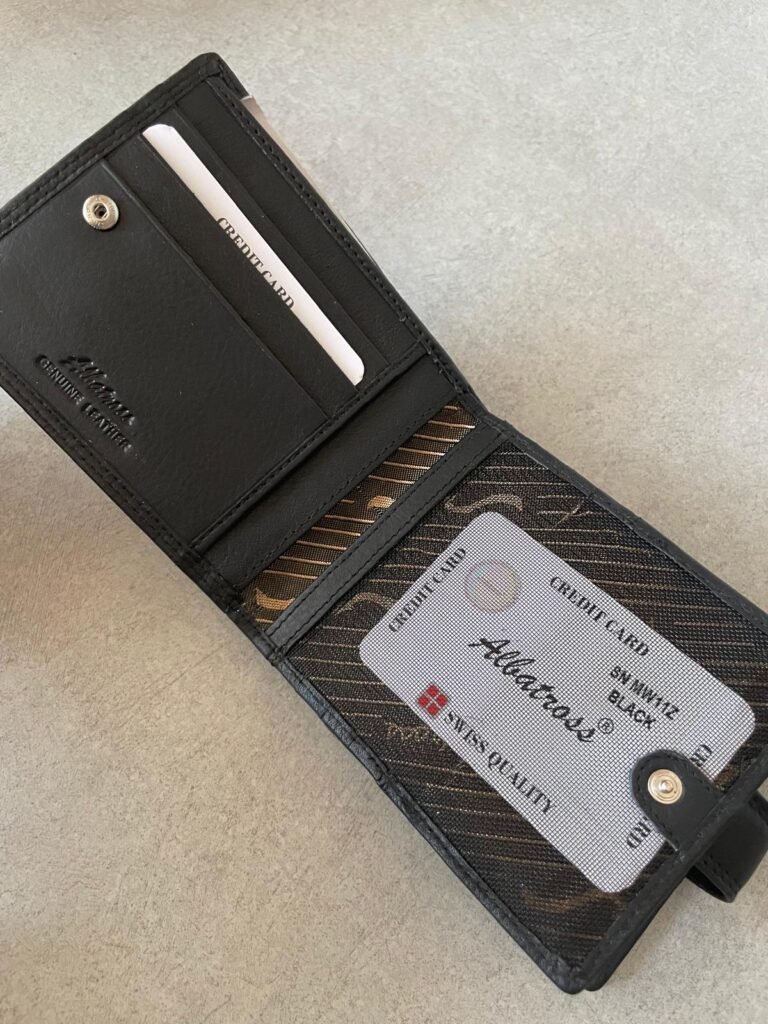 CREDIT CARD
Albatross
GENUINE LEATHER
CREDIT CARD
CREDIT CARD
Albatross®
SN MW11Z
BLACK
SWISS QUALITY